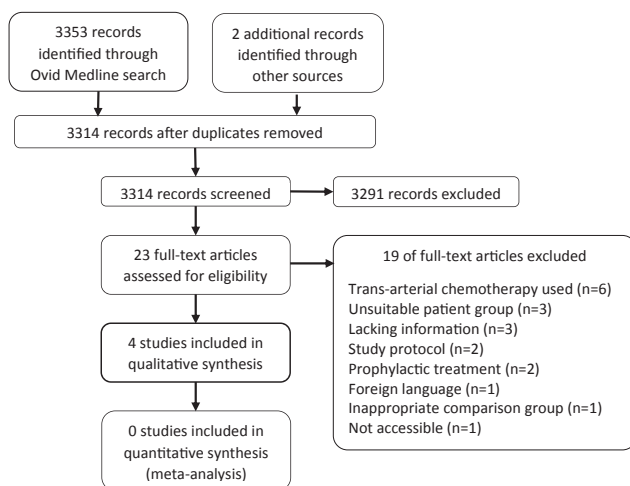 3353 records
identified through
Ovid Medline search
2 additional records
identified through
other sources
3314 records after duplicates removed
3314 records screened
3291 records excluded
23 full-text articles
assessed for eligibility
19 of full-text articles excluded
Trans-arterial chemotherapy used (n=6)
Unsuitable patient group (n=3)
Lacking information (n=3)
Study protocol (n=2)
Prophylactic treatment (n=2)
Foreign language (n=1)
Inappropriate comparison group (n=1)
Not accessible (n=1)
4 studies included in
qualitative synthesis
0 studies included in
quantitative synthesis
(meta-analysis)